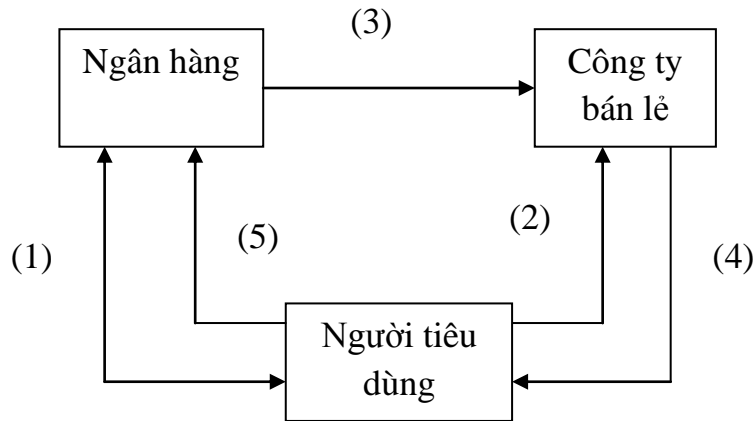 (3)
Ngân hàng
Công ty
bán lẻ
(1)
(5)
(2)
(4)
Người tiêu
dùng